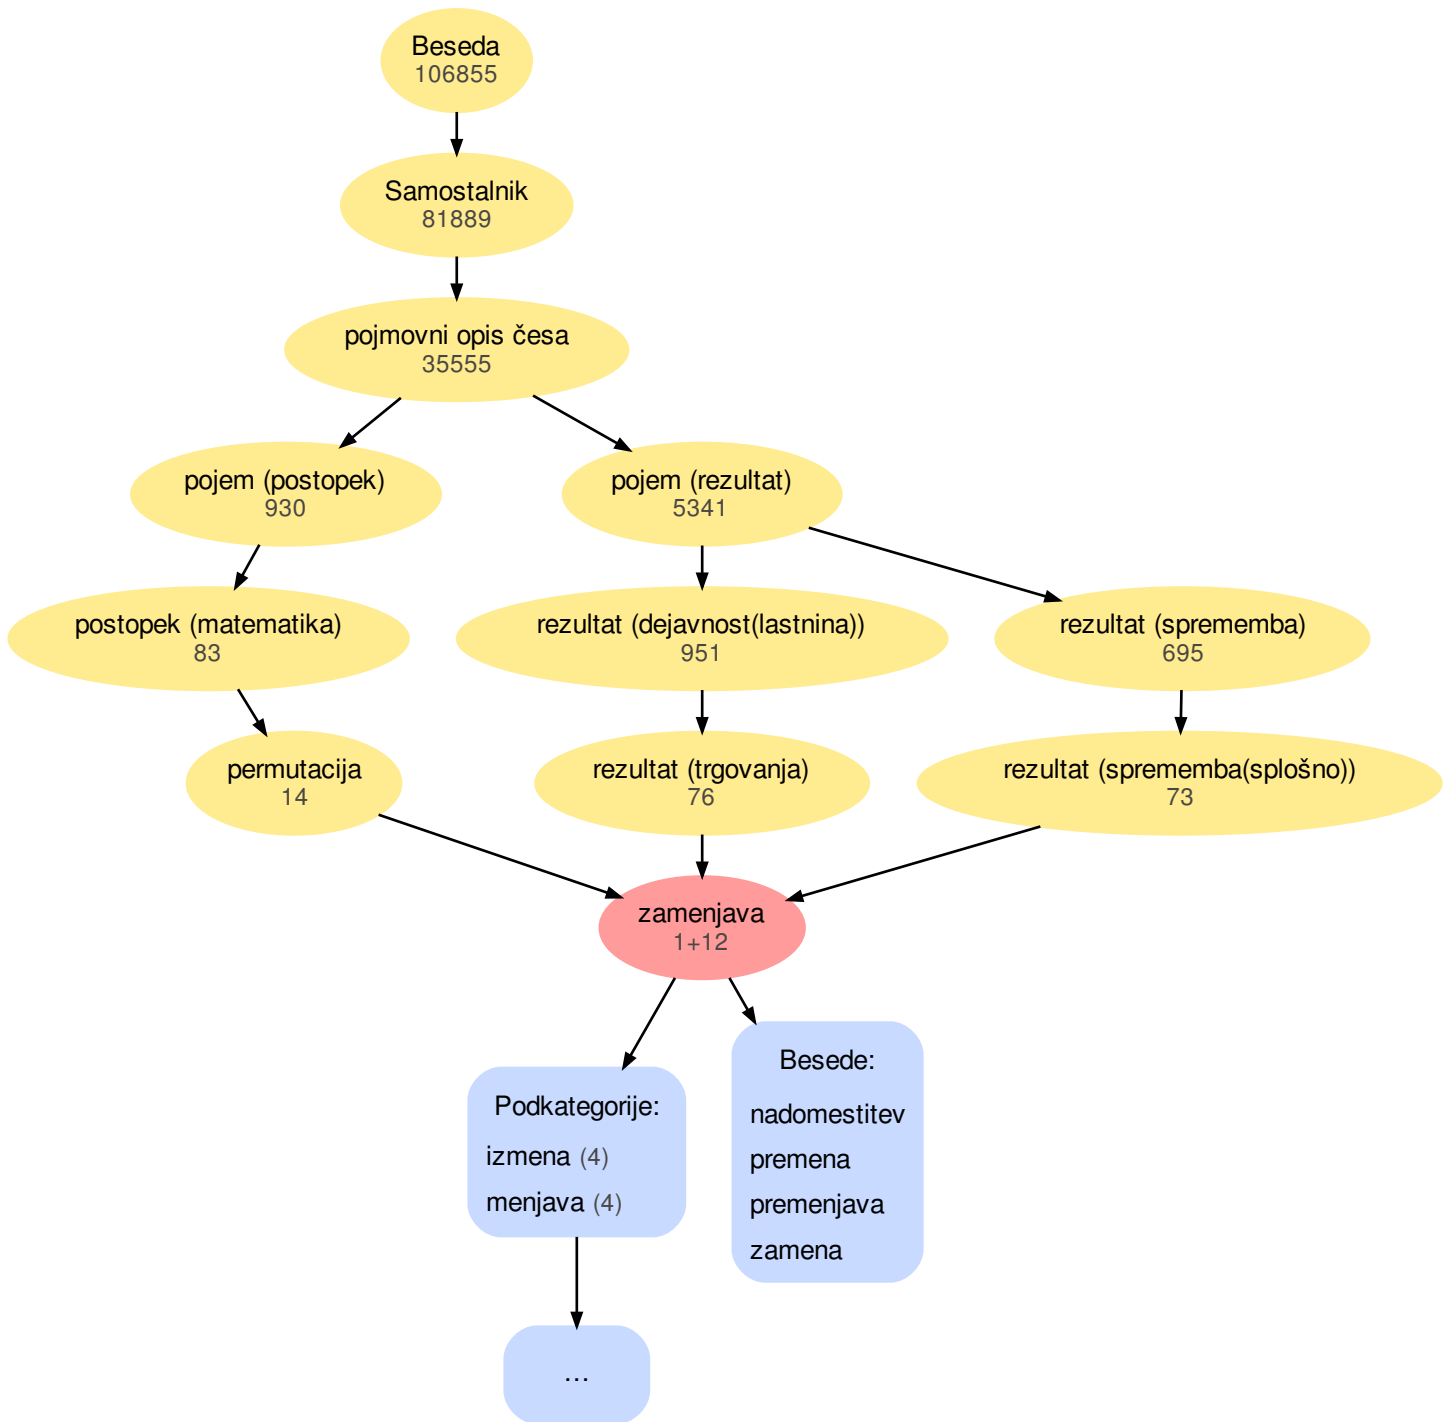 Beseda
106855
Samostalnik
81889
pojmovni opis česa
35555
pojem (postopek)
930
pojem (rezultat)
5341
postopek (matematika)
83
rezultat (dejavnost(lastnina))
951
rezultat (sprememba)
695
permutacija
14
rezultat (trgovanja)
76
rezultat (sprememba(splošno))
73
zamenjava
1+12
Podkategorije:
izmena (4)
menjava (4)
Besede:
nadomestitev
premena
premenjava
zamena
...